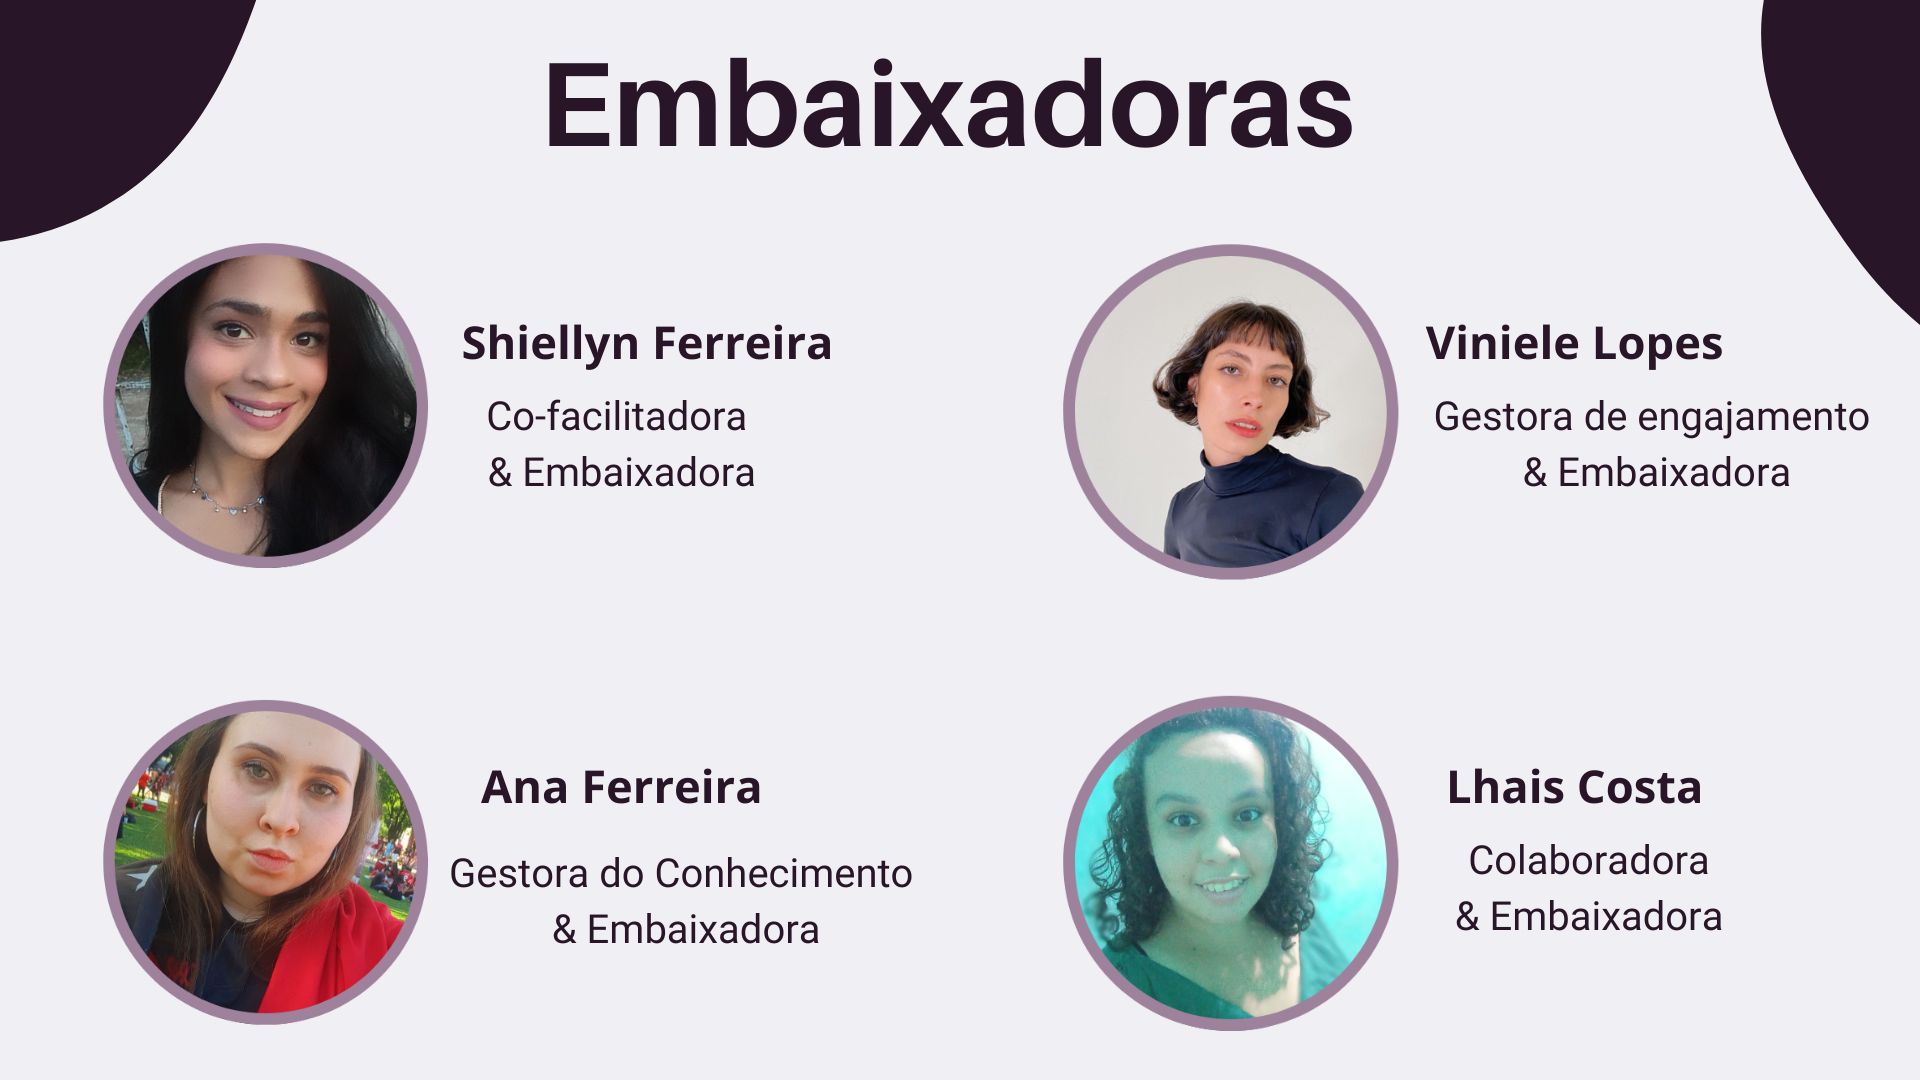 Embaixadoras
Shiellyn Ferreira
Co-facilitadora
& Embaixadora
Viniele Lopes
Gestora de engajamento
& Embaixadora
Ana Ferreira
Gestora do Conhecimento
& Embaixadora
Lhais Costa
Colaboradora
& Embaixadora